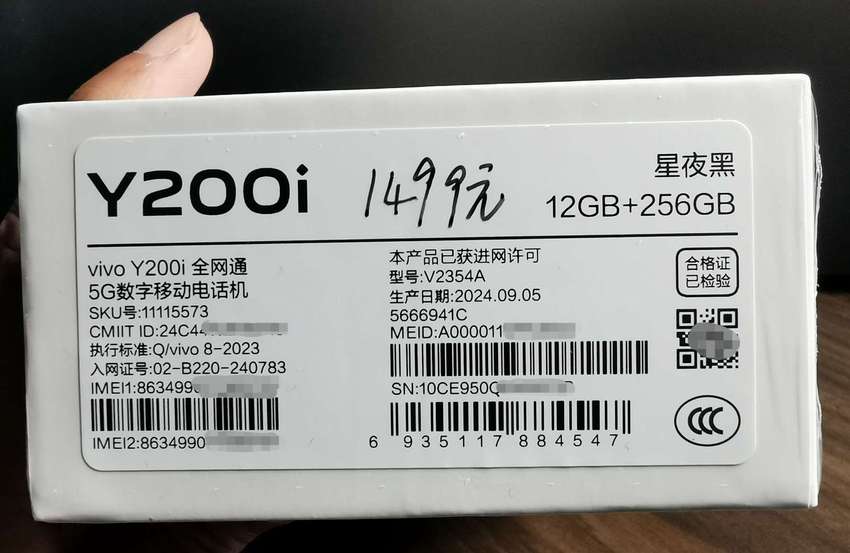 Y200i
1499元
星夜黑
12GB+256GB
vivo Y200i 全网通
5G数字移动电话机
SKU号:11115573
CMIIT ID:24C44
执行标准:Q/vivo 8-2023
入网证号:02-B220-240783
IMEI1:8634990
IMEI2:8634990
本产品已获进网许可
型号:V2354A
生产日期:2024.09.05
5666941C
MEID:A000011
SN:10CE950Q
6 935117 884547
合格证
已检验
CCC